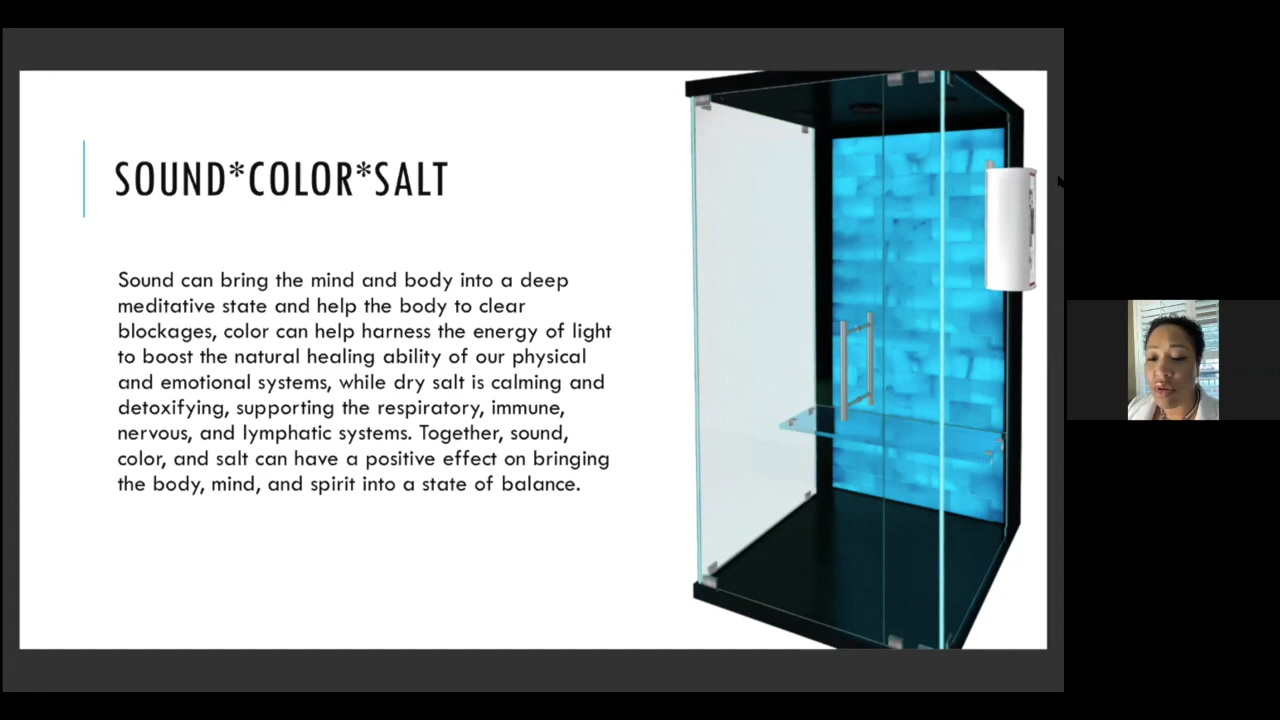 SOUND*COLOR*SALT
Sound can bring the mind and body into a deep
meditative state and help the body to clear
blockages, color can help harness the energy of light
to boost the natural healing ability of our physical
and emotional systems, while dry salt is calming and
detoxifying, supporting the respiratory, immune,
nervous, and lymphatic systems. Together, sound,
color, and salt can have a positive effect on bringing
the body, mind, and spirit into a state of balance.